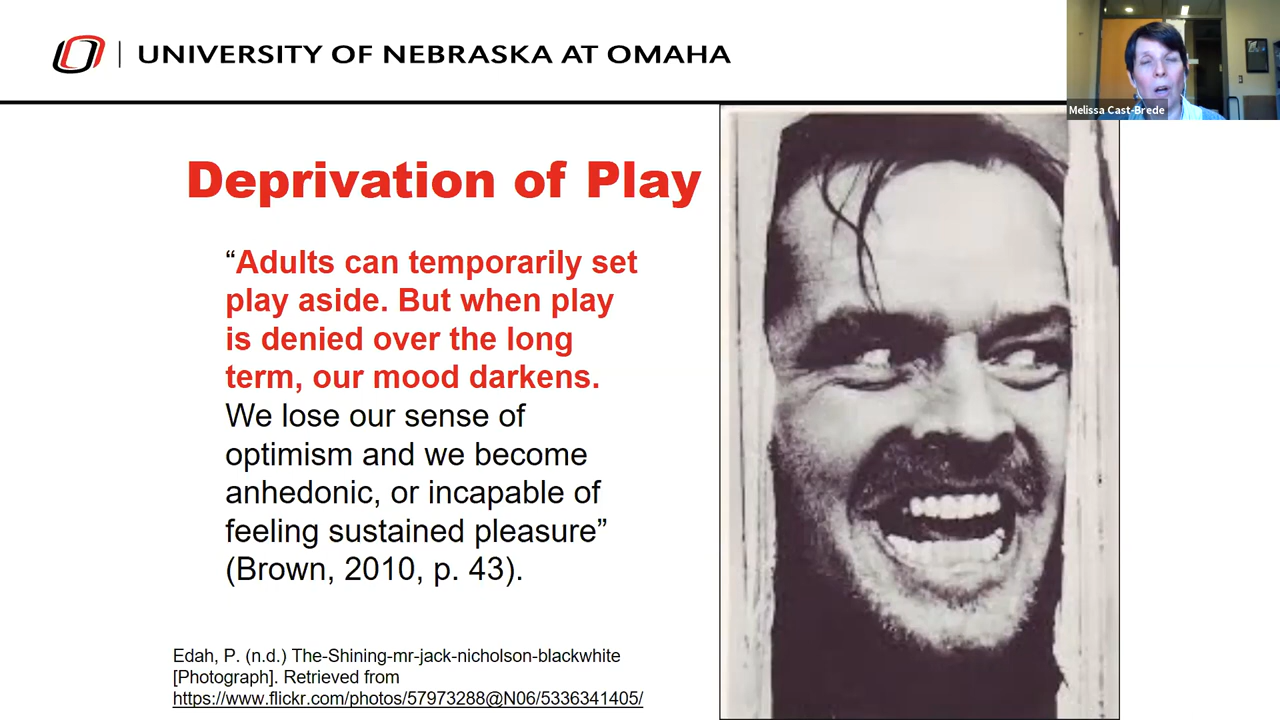 UNIVERSITY OF NEBRASKA AT OMAHA
Melissa Cast-Brede
Deprivation of Play
“Adults can temporarily set
play aside. But when play
is denied over the long
term, our mood darkens.
We lose our sense of
optimism and we become
anhedonic, or incapable of
feeling sustained pleasure”
(Brown, 2010, p. 43).
Edah, P. (n.d.) The-Shining-mr-jack-nicholson-blackwhite
[Photograph]. Retrieved from
https://www.flickr.com/photos/57973288@N06/5336341405/